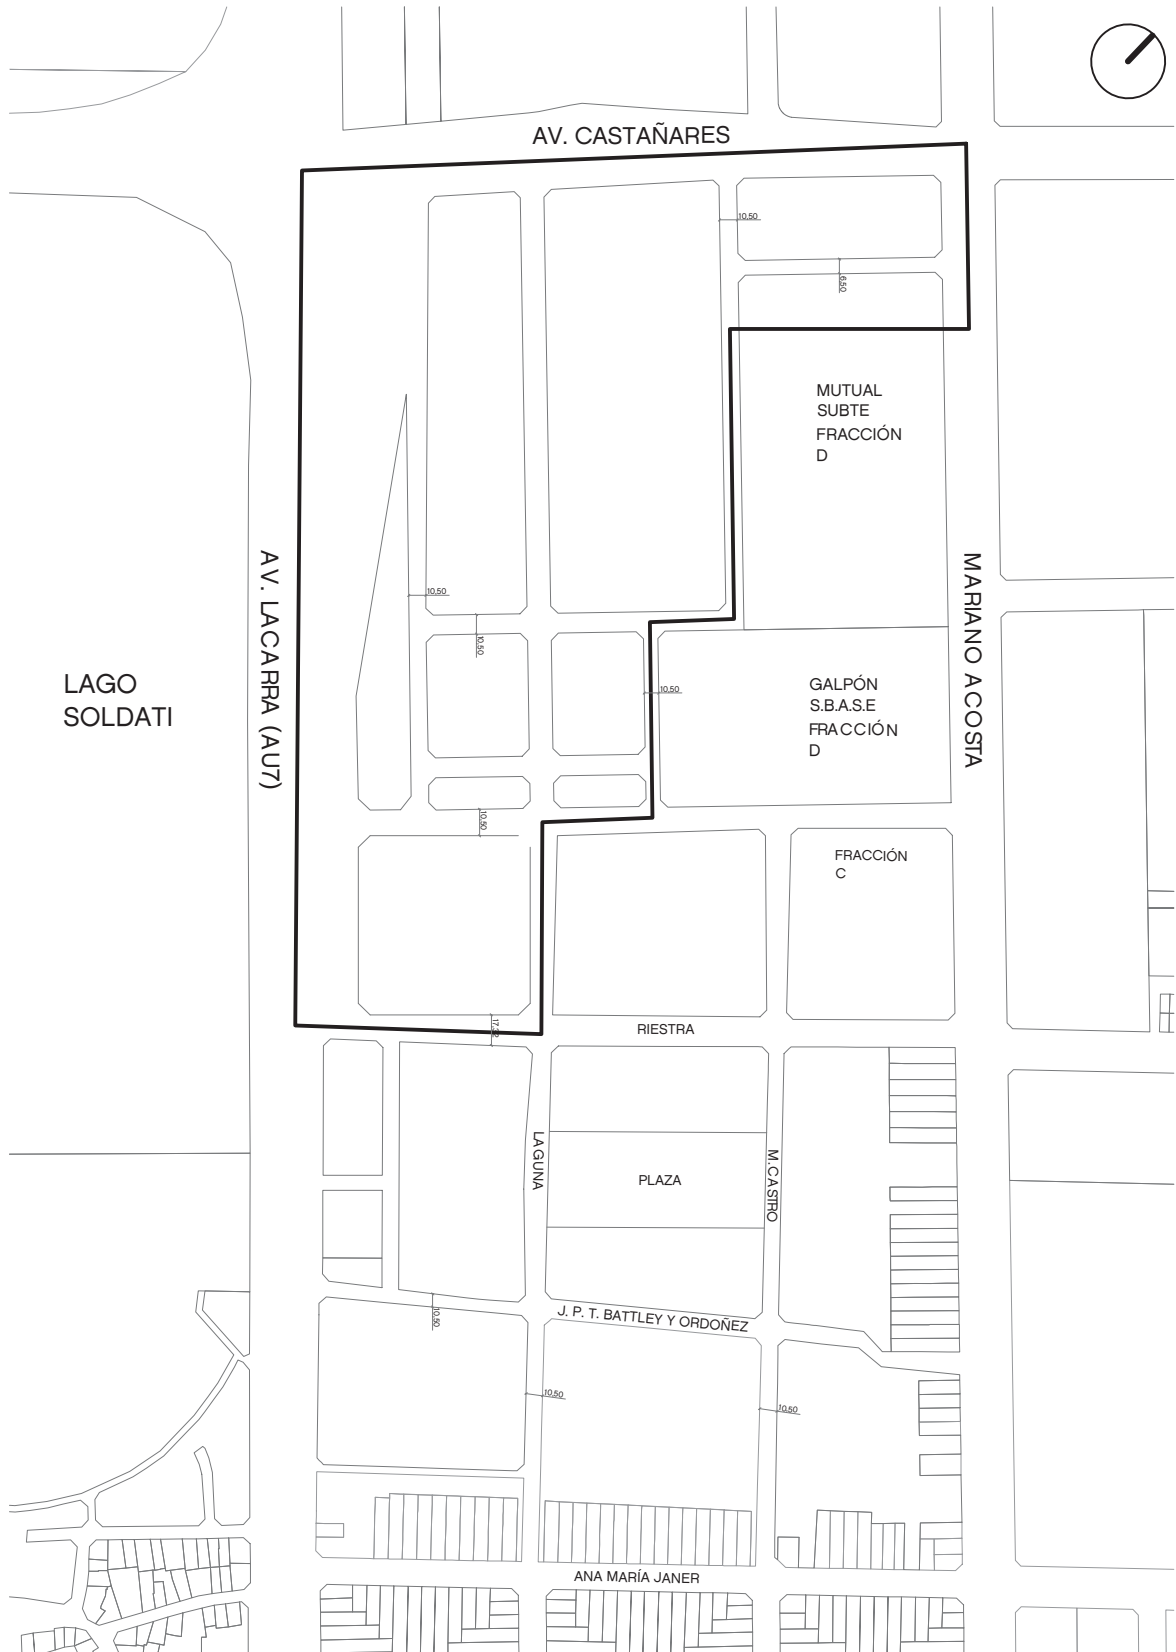 AV. CASTAÑARES
10,50
6,50
MUTUAL
SUBTE
FRACCIÓN
D
AV. LACARRA (AU7)
MARIANO ACOSTA
10,50
10,50
LAGO
SOLDATI
10,50
GALPÓN
S.B.A.S.E
FRACCIÓN
D
10,50
FRACCIÓN
C
RIESTRA
LAGUNA
PLAZA
M.CASTRO
10,50
J. P. T. BATTLEY Y ORDOÑEZ
10,50
10,50
ANA MARÍA JANER